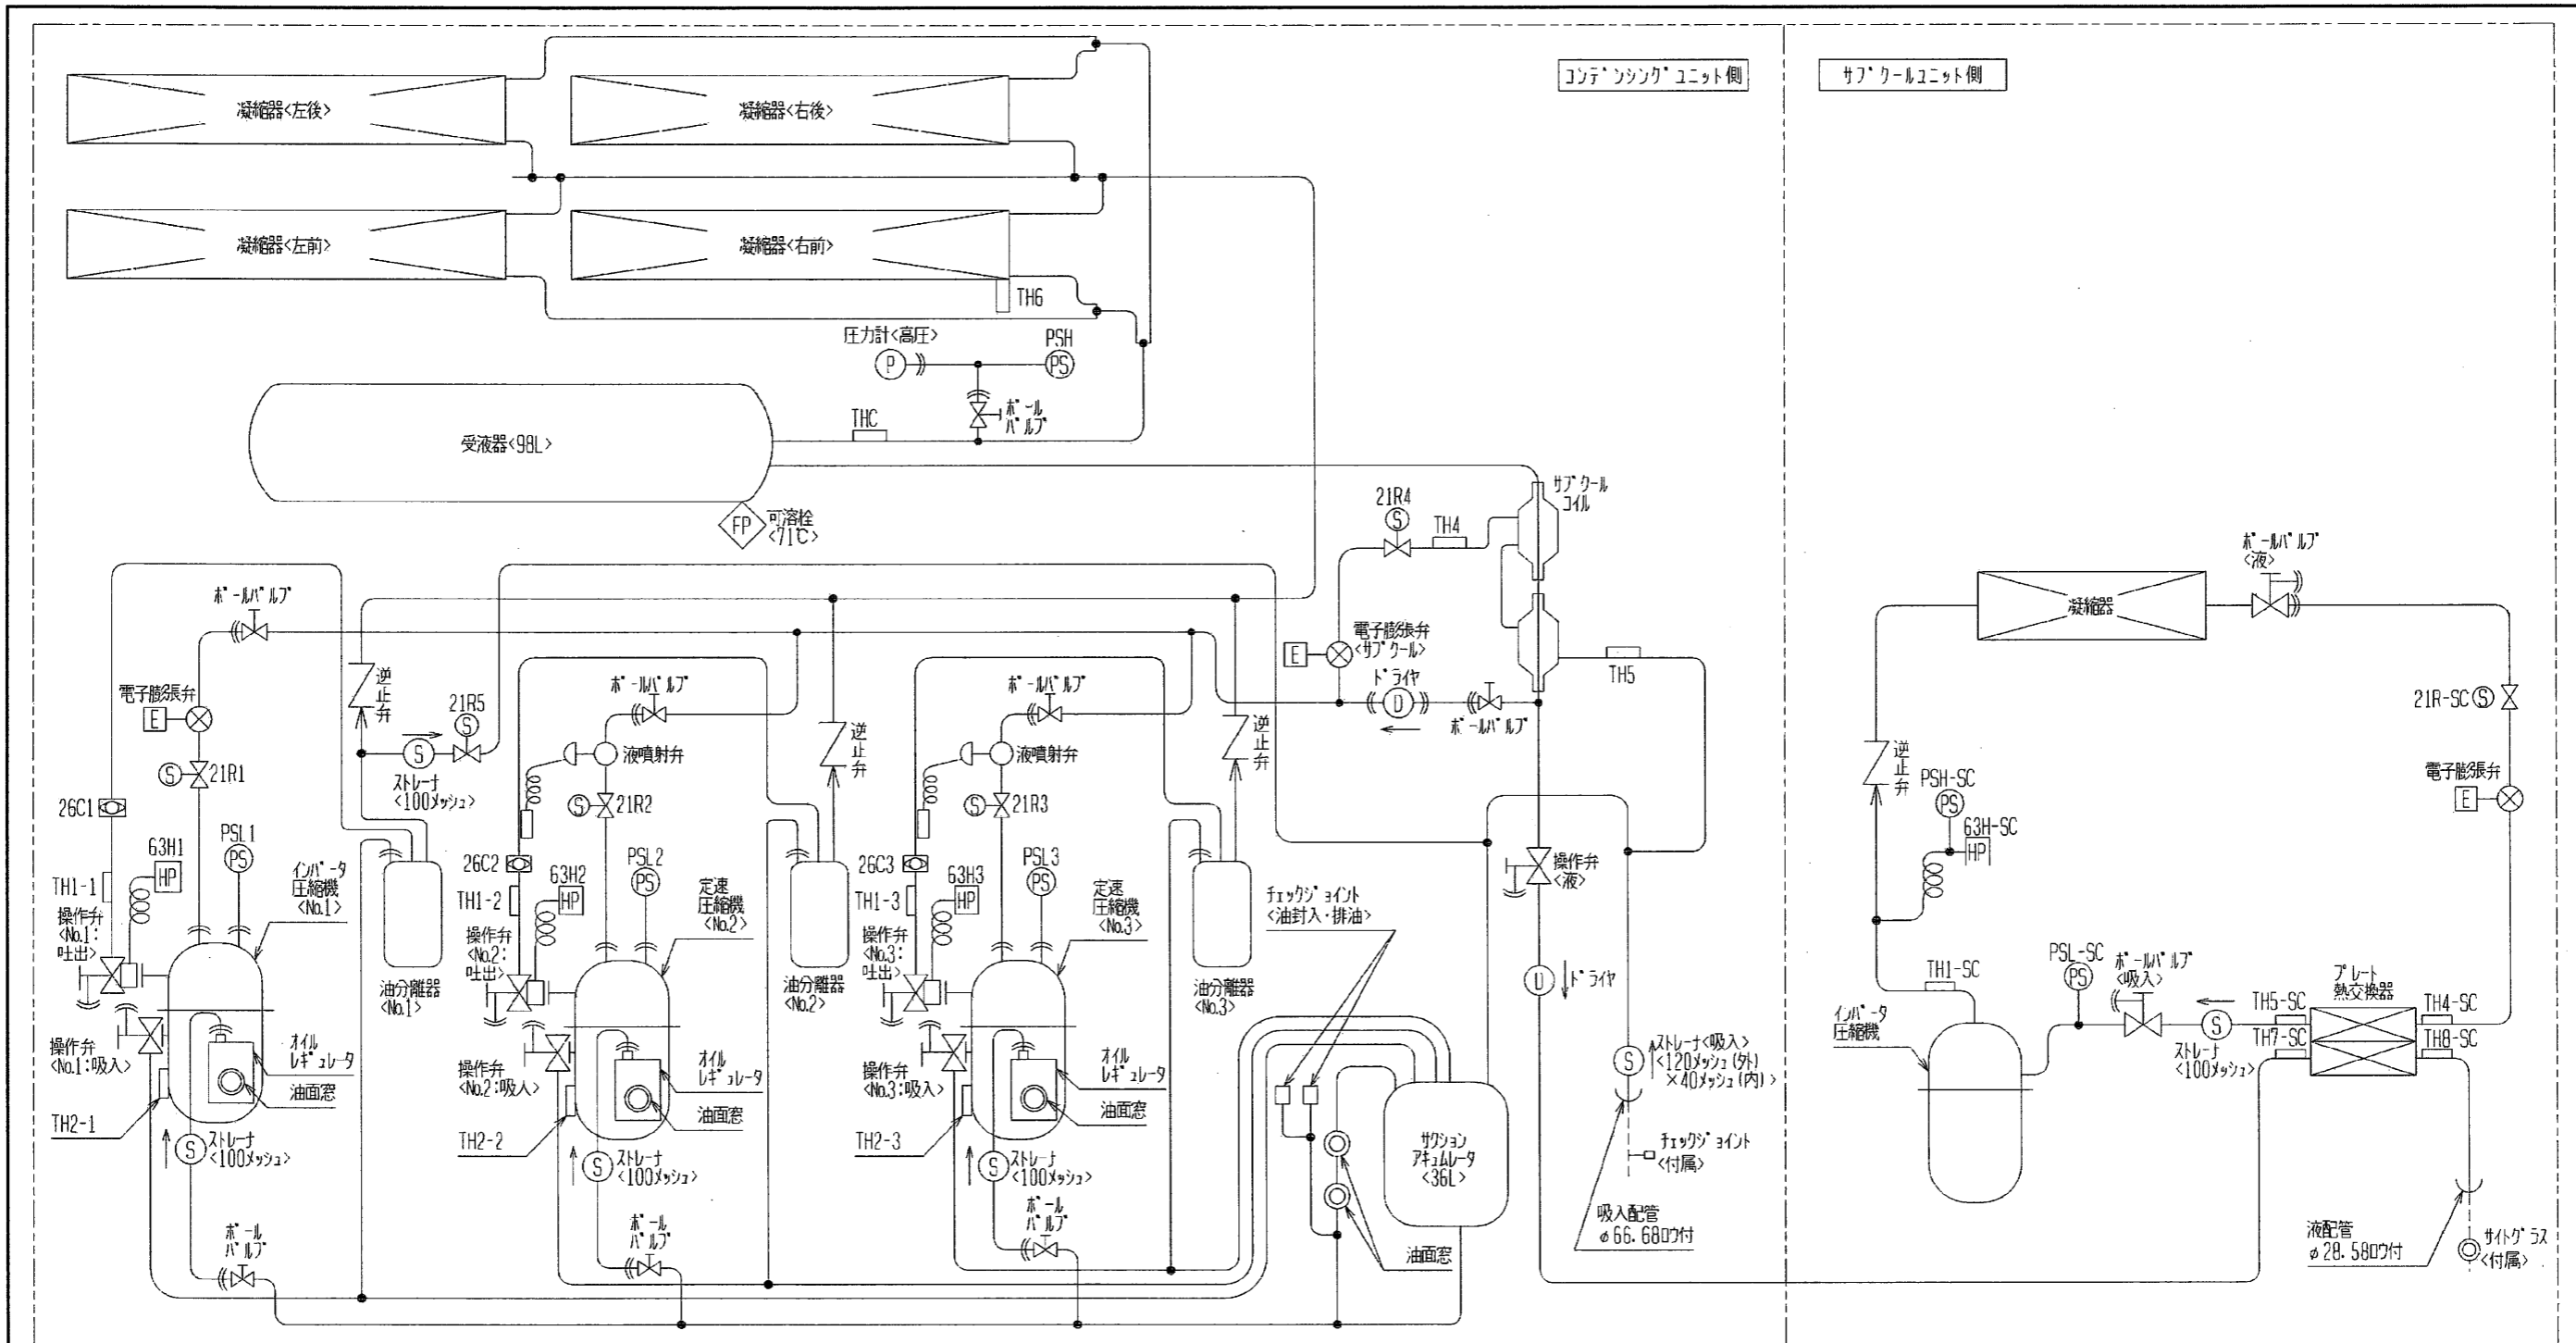 コンデンシングユニット側
サブクールユニット側
凝縮器<左後>
凝縮器<右後>
凝縮器<左前>
凝縮器<右前>
TH6
圧力計<高圧>
PSH
P
PS
ボール
バルブ
THC
受液器<98L>
FP
可溶栓
<71℃>
サブクール
コイル
21R4
S
TH4
電子膨張弁
<サブクール>
E
TH5
ドライヤ
D
ボールバルブ
ボールバルブ
電子膨張弁
E
逆
止
弁
21R5
S
S
ストレーナ
<100メッシュ>
S
21R1
26C1
63H1
HP
PSL1
PS
TH1-1
インバータ
圧縮機
<No.1>
操作弁
<No.1:
吐出>
油分離器
<No.1>
操作弁
<No.1:吸入>
オイル
レギュレータ
油面窓
TH2-1
S
ストレーナ
<100メッシュ>
ボール
バルブ
ボールバルブ
液噴射弁
S
21R2
逆
止
弁
26C2
63H2
HP
PSL2
PS
TH1-2
定速
圧縮機
<No.2>
操作弁
<No.2:
吐出>
油分離器
<No.2>
操作弁
<No.2:吸入>
オイル
レギュレータ
油面窓
TH2-2
S
ストレーナ
<100メッシュ>
ボール
バルブ
ボールバルブ
液噴射弁
S
21R3
逆
止
弁
26C3
63H3
HP
PSL3
PS
TH1-3
定速
圧縮機
<No.3>
操作弁
<No.3:
吐出>
油分離器
<No.3>
操作弁
<No.3:吸入>
オイル
レギュレータ
油面窓
TH2-3
S
ストレーナ
<100メッシュ>
ボール
バルブ
チェックジョイント
<油封入・排油>
操作弁
<液>
D
ドライヤ
サクション
アキュムレータ
<36L>
油面窓
S
ストレーナ<吸入>
<120メッシュ(外)
×40メッシュ(内)>
チェックジョイント
<付属>
吸入配管
φ66.68ロウ付
ボールバルブ
<液>
凝縮器
逆
止
弁
21R-SC
S
電子膨張弁
E
PSH-SC
PS
63H-SC
HP
TH1-SC
インバータ
圧縮機
PSL-SC
PS
ボールバルブ
<吸入>
S
ストレーナ
<100メッシュ>
プレート
熱交換器
TH5-SC
TH4-SC
TH7-SC
TH8-SC
液配管
φ28.58ロウ付
サイトグラス
<付属>